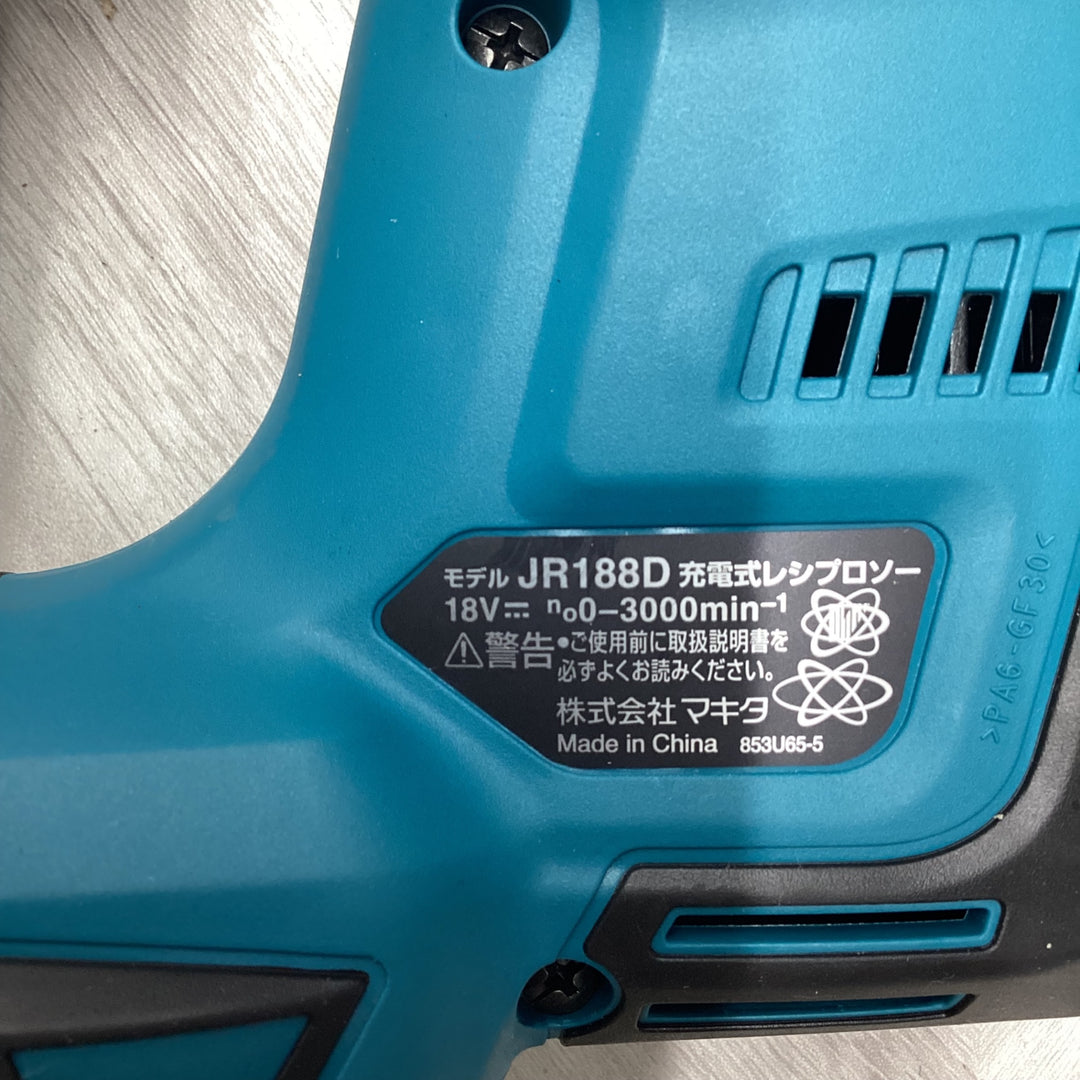 モデル JR188D 充電式レシプロソー
18V⎓ n₀0-3000min⁻¹
⚠警告 •ご使用前に取扱説明書を
必ずよくお読みください。
株式会社 マキタ
Made in China 853U65-5
>PA6-GF30<